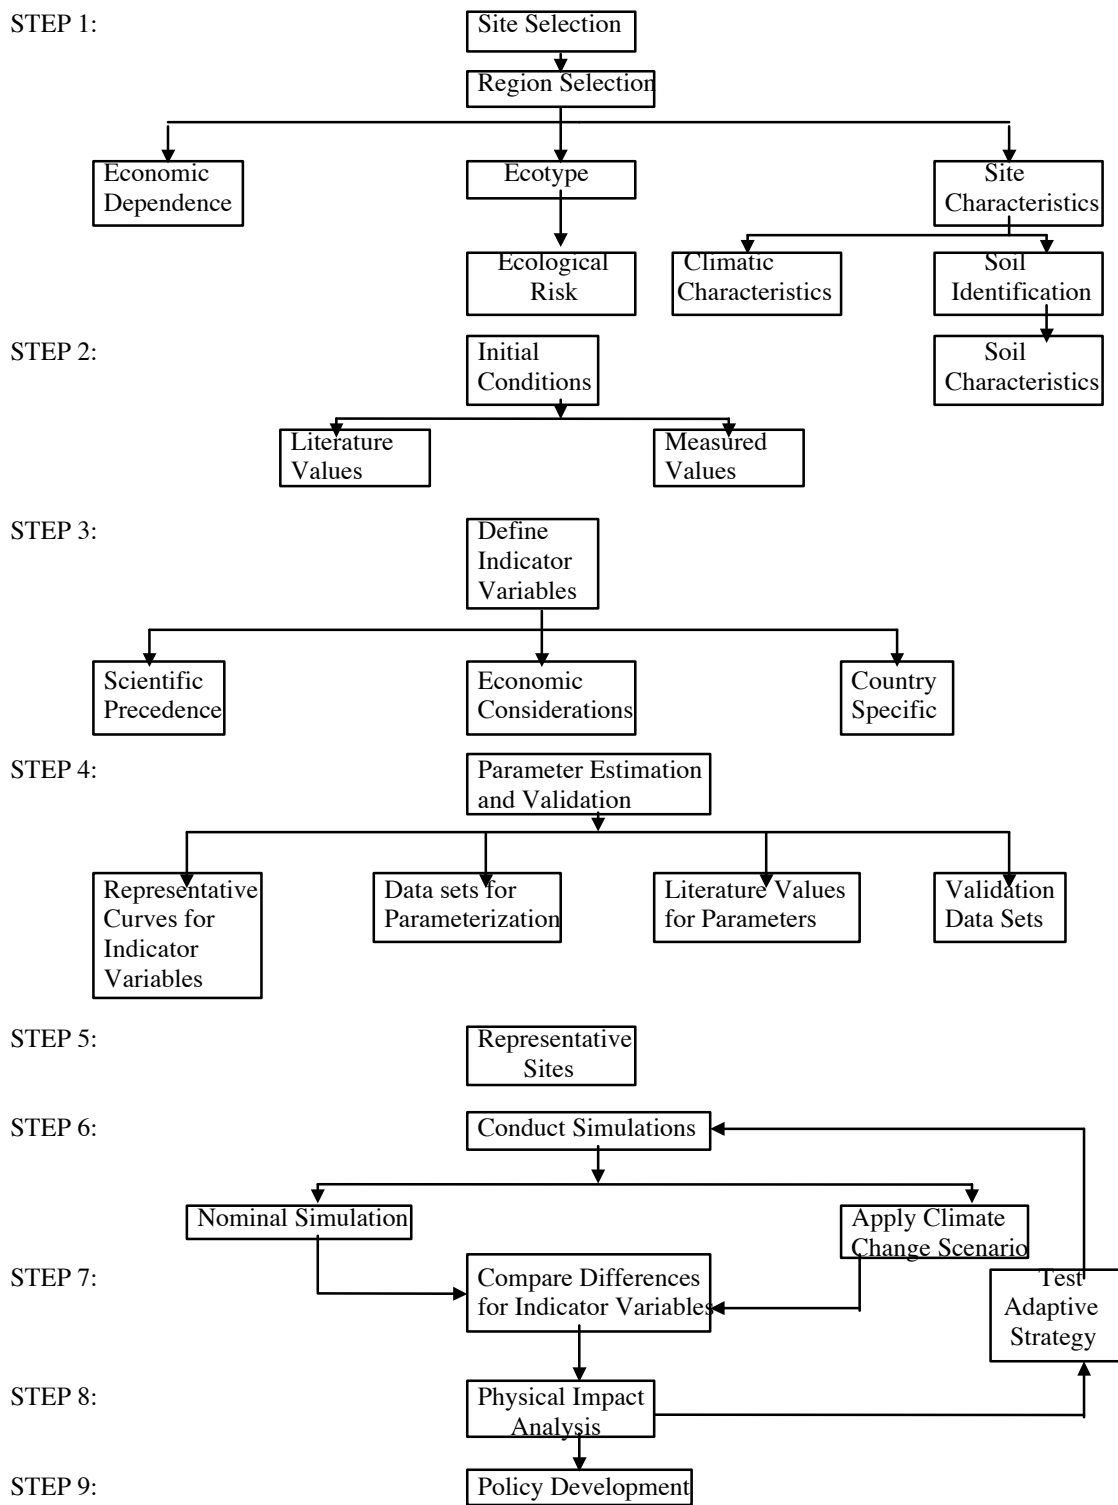 STEP 1:
Site Selection
Region Selection
Economic
Dependence
Ecotype
Site
Characteristics
Ecological
Risk
Climatic
Characteristics
Soil
Identification
STEP 2:
Initial
Conditions
Soil
Characteristics
Literature
Values
Measured
Values
STEP 3:
Define
Indicator
Variables
Scientific
Precedence
Economic
Considerations
Country
Specific
STEP 4:
Parameter Estimation
and Validation
Representative
Curves for
Indicator
Variables
Data sets for
Parameterization
Literature Values
for Parameters
Validation
Data Sets
STEP 5:
Representative
Sites
STEP 6:
Conduct Simulations
Nominal Simulation
Apply Climate
Change Scenario
STEP 7:
Compare Differences
for Indicator Variables
Test
Adaptive
Strategy
STEP 8:
Physical Impact
Analysis
STEP 9:
Policy Development